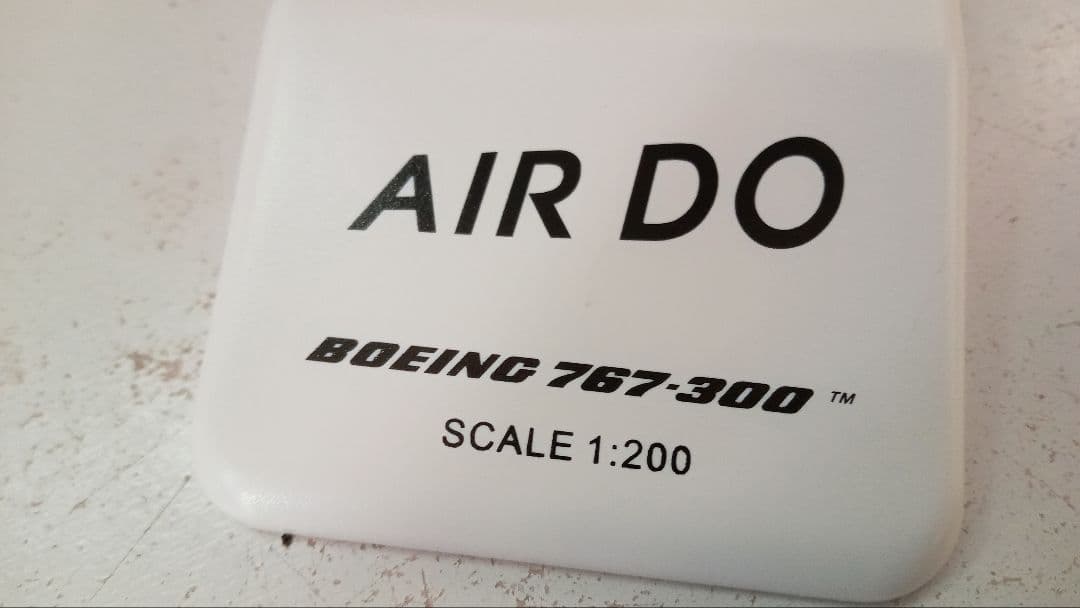 AIR DO
BOEING 767-300 ™
SCALE 1:200